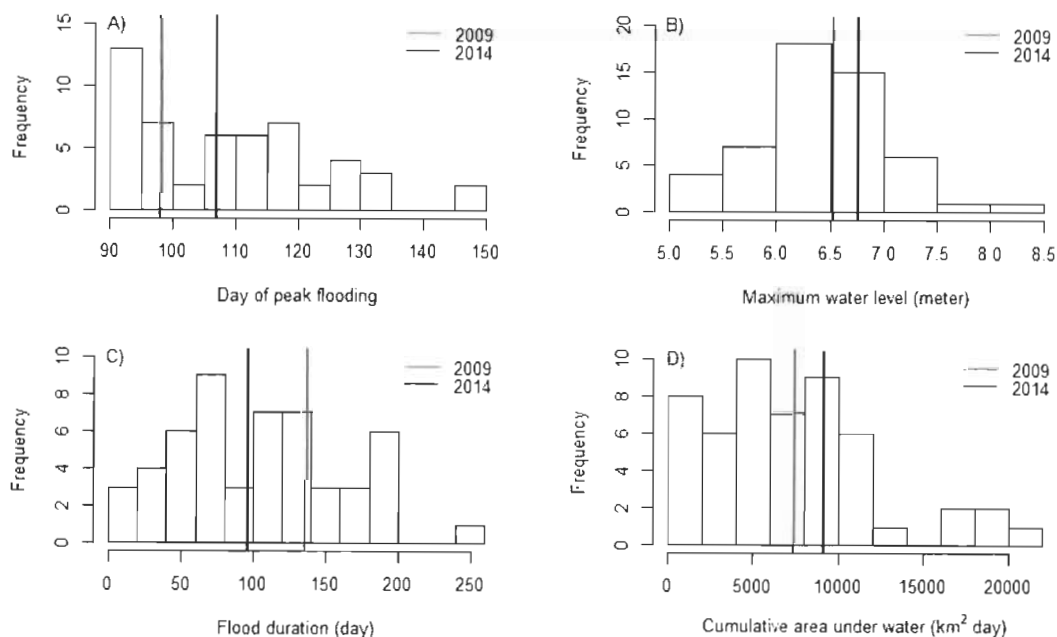 A)
2009
2014
Frequency
15
10
5
0
90 100 110 120 130 140 150
Day of peak flooding
B)
2009
2014
Frequency
20
15
10
5
0
5.0 5.5 6.0 6.5 7.0 7.5 8.0 8.5
Maximum water level (meter)
C)
2009
2014
Frequency
10
8
6
4
2
0
0 50 100 150 200 250
Flood duration (day)
D)
2009
2014
Frequency
10
8
6
4
2
0
0 5000 10000 15000 20000
Cumulative area under water (km² day)